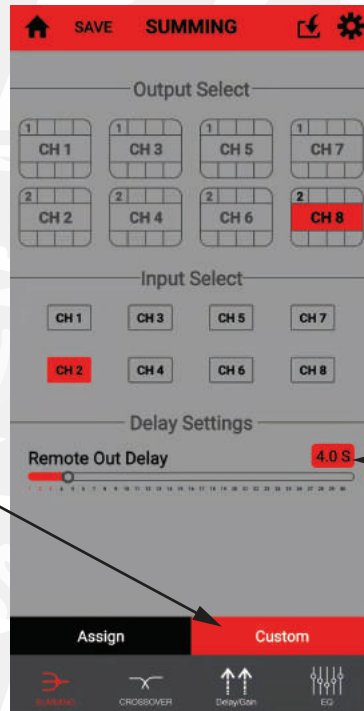 SAVE SUMMING
Output Select
1 1 1 1
CH 1 CH 3 CH 5 CH 7
2 2 2 2
CH 2 CH 4 CH 6 CH 8
Input Select
CH 1 CH 3 CH 5 CH 7
CH 2 CH 4 CH 6 CH 8
Delay Settings
Remote Out Delay 4.0 S
Assign Custom
SUMMING CROSSOVER Delay/Gain EQ